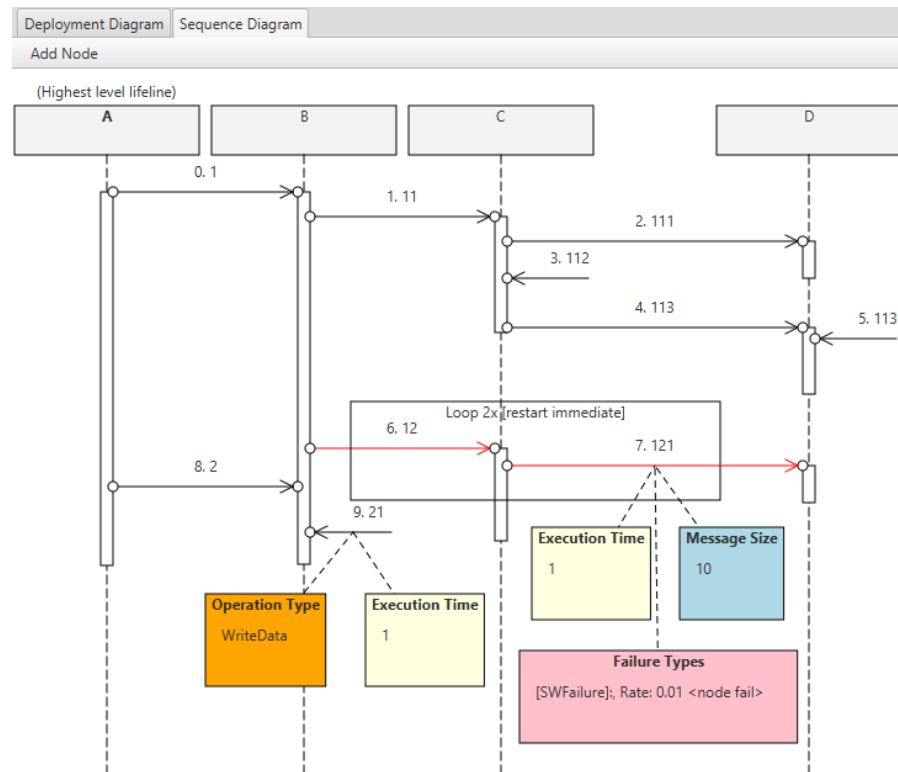 Deployment Diagram
Sequence Diagram
Add Node
(Highest level lifeline)
A
B
C
D
0. 1
1. 11
2. 111
3. 112
4. 113
5. 113
Loop 2x [restart immediate]
6. 12
7. 121
8. 2
9. 21
Execution Time
1
Message Size
10
Operation Type
WriteData
Execution Time
1
Failure Types
[SWFailure]:, Rate: 0.01 <node fail>